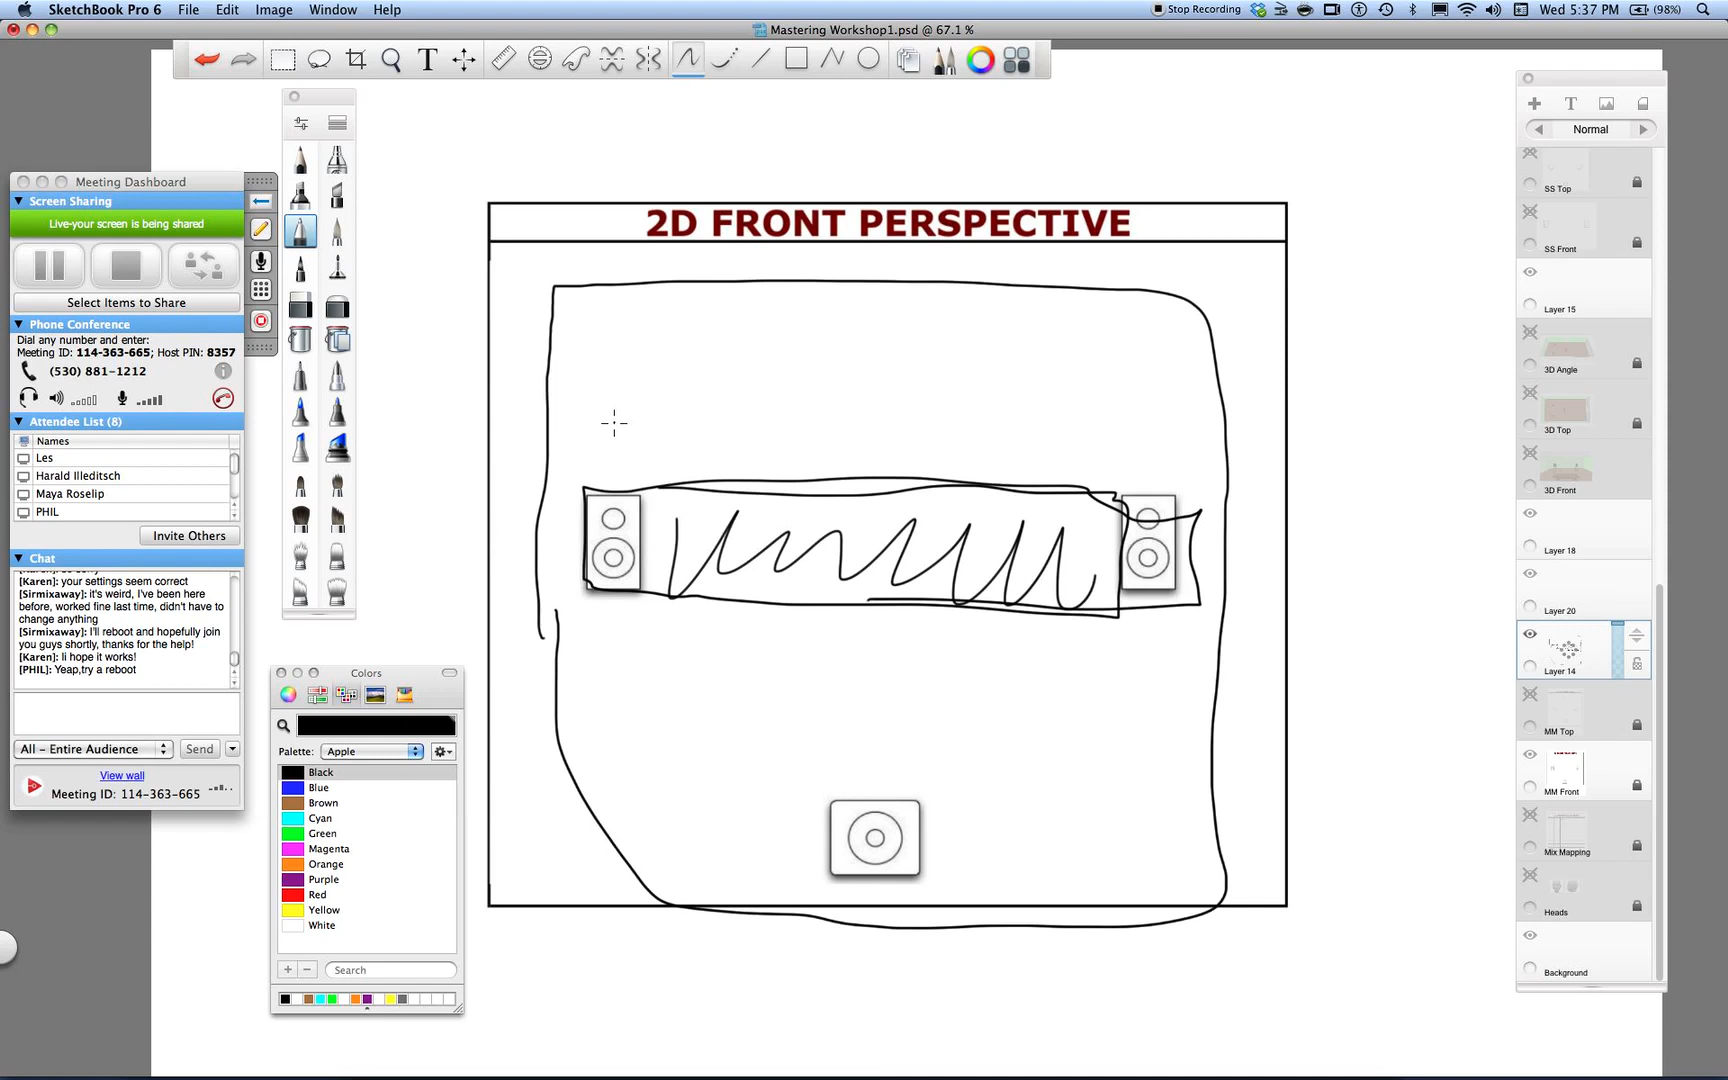 SketchBook Pro 6 File Edit Image Window Help
Stop Recording Wed 5:37 PM (98%)
Mastering Workshop1.psd @ 67.1 %
T
T
Normal
Meeting Dashboard
Screen Sharing
Live-your screen is being shared
Select Items to Share
Phone Conference
Dial any number and enter:
Meeting ID: 114-363-665; Host PIN: 8357
(530) 881-1212
Attendee List (8)
Names
Les
Harald Illeditsch
Maya Roselip
PHIL
Invite Others
Chat
[Karen]: your settings seem correct
[Sirmixaway]: it's weird, I've been here
before, worked fine last time, didn't have to
change anything
[Sirmixaway]: I'll reboot and hopefully join
you guys shortly, thanks for the help!
[Karen]: Ii hope it works!
[PHIL]: Yeap,try a reboot
All - Entire Audience Send
View wall
Meeting ID: 114-363-665
Colors
Palette: Apple
Black
Blue
Brown
Cyan
Green
Magenta
Orange
Purple
Red
Yellow
White
Search
2D FRONT PERSPECTIVE
SS Top
SS Front
Layer 15
3D Angle
3D Top
3D Front
Layer 18
Layer 20
Layer 14
MM Top
MM Front
Mix Mapping
Heads
Background